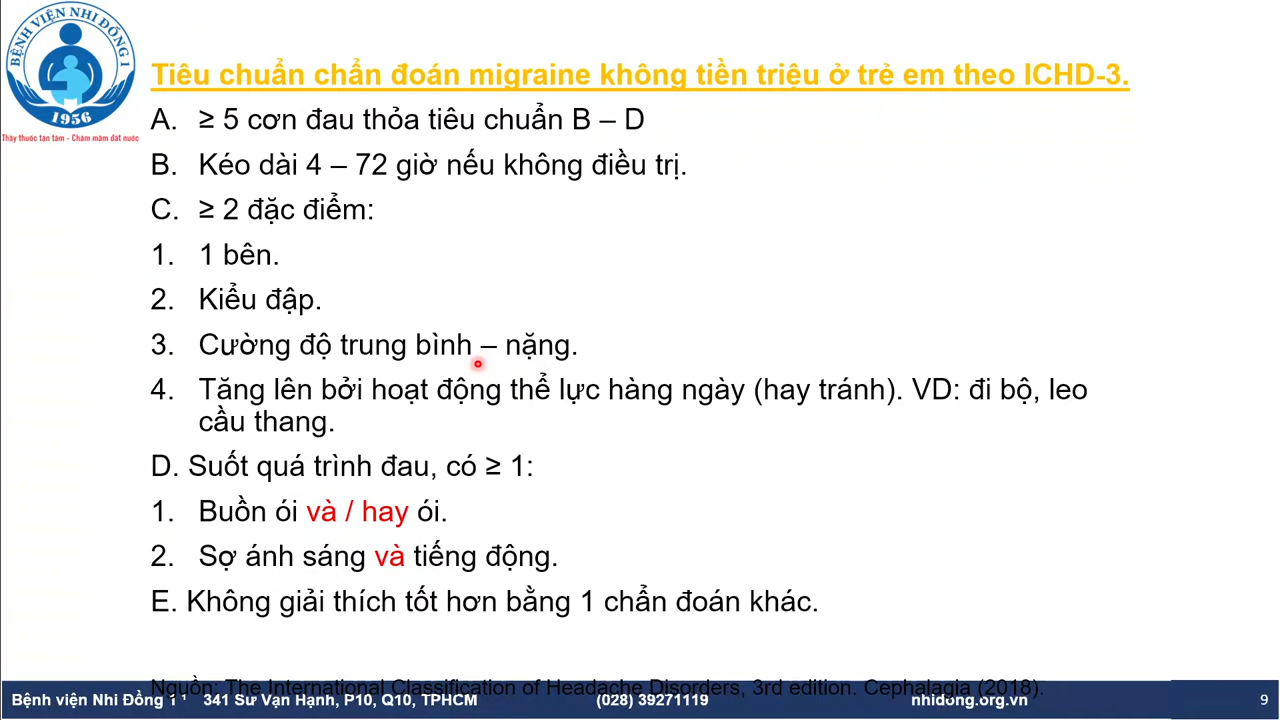 BỆNH VIỆN NHI ĐỒNG 1
1956
Thầy thuốc tận tâm - Chăm mầm đất nước
Tiêu chuẩn chẩn đoán migraine không tiền triệu ở trẻ em theo ICHD-3.
A. ≥ 5 cơn đau thỏa tiêu chuẩn B – D
B. Kéo dài 4 – 72 giờ nếu không điều trị.
C. ≥ 2 đặc điểm:
1. 1 bên.
2. Kiểu đập.
3. Cường độ trung bình – nặng.
4. Tăng lên bởi hoạt động thể lực hàng ngày (hay tránh). VD: đi bộ, leo
cầu thang.
D. Suốt quá trình đau, có ≥ 1:
1. Buồn ói và / hay ói.
2. Sợ ánh sáng và tiếng động.
E. Không giải thích tốt hơn bằng 1 chẩn đoán khác.
Nguồn: The International Classification of Headache Disorders, 3rd edition. Cephalagia (2018).
Bệnh viện Nhi Đồng 1 ¹ 341 Sư Vạn Hạnh, P10, Q10, TPHCM (028) 39271119 nhidong.org.vn 9